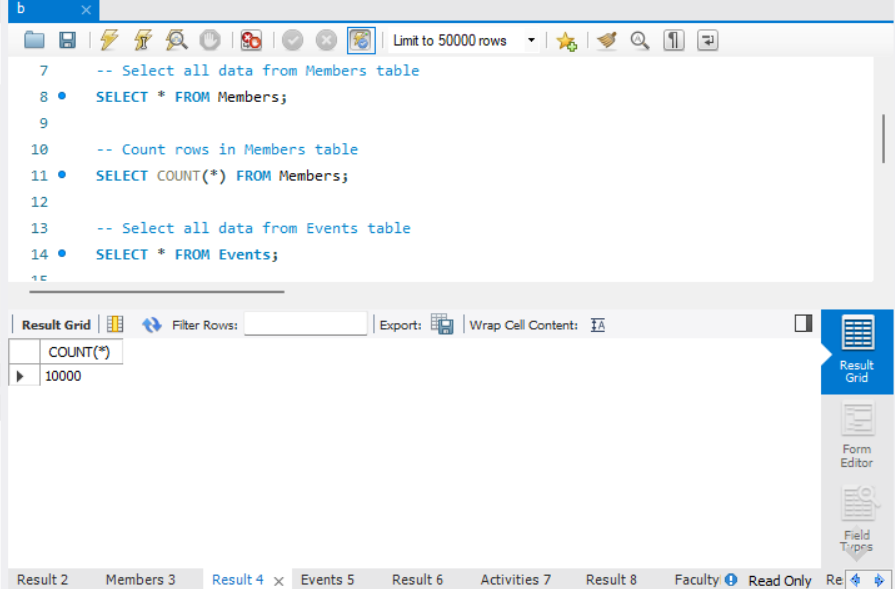 b
Limit to 50000 rows
7 -- Select all data from Members table
8 SELECT * FROM Members;
9
10 -- Count rows in Members table
11 SELECT COUNT(*) FROM Members;
12
13 -- Select all data from Events table
14 SELECT * FROM Events;
15
Result Grid Filter Rows: Export: Wrap Cell Content: IA
COUNT(*)
10000
Result
Grid
Form
Editor
Field
Types
Result 2 Members 3 Result 4 Events 5 Result 6 Activities 7 Result 8 Faculty Read Only Re